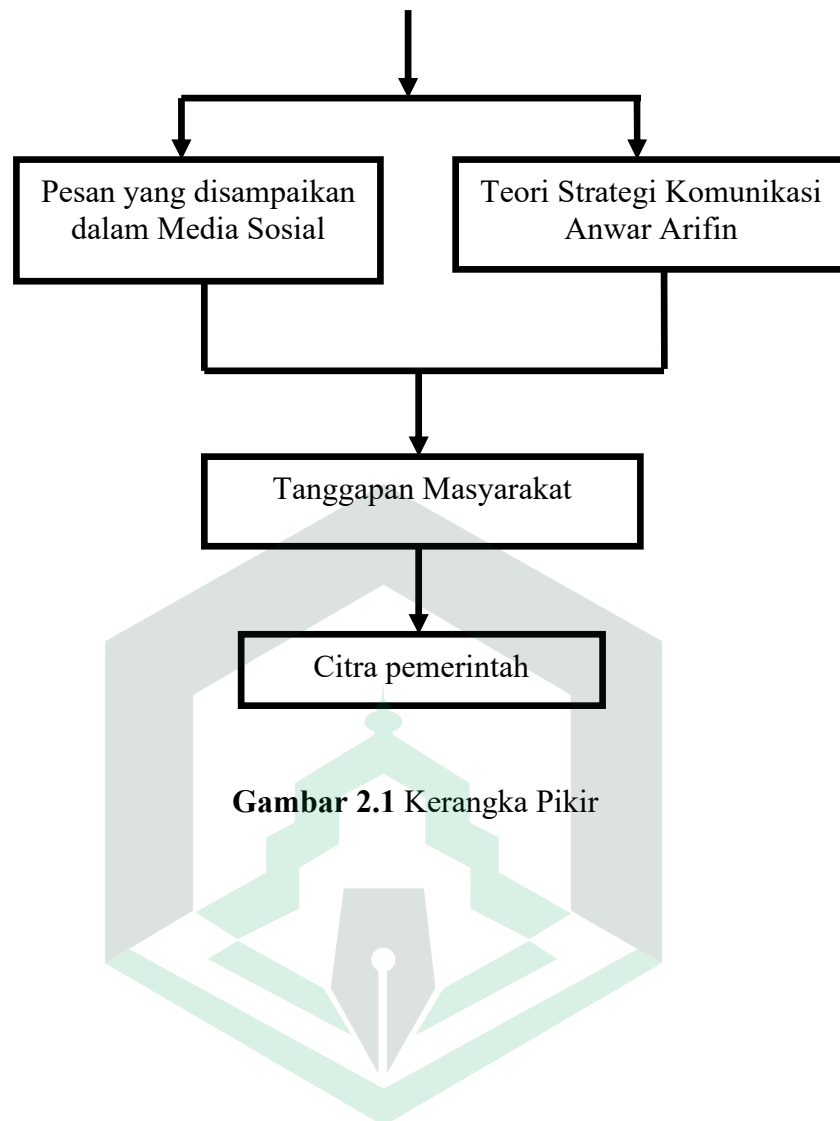 Pesan yang disampaikan
dalam Media Sosial
Teori Strategi Komunikasi
Anwar Arifin
Tanggapan Masyarakat
Citra pemerintah
Gambar 2.1 Kerangka Pikir